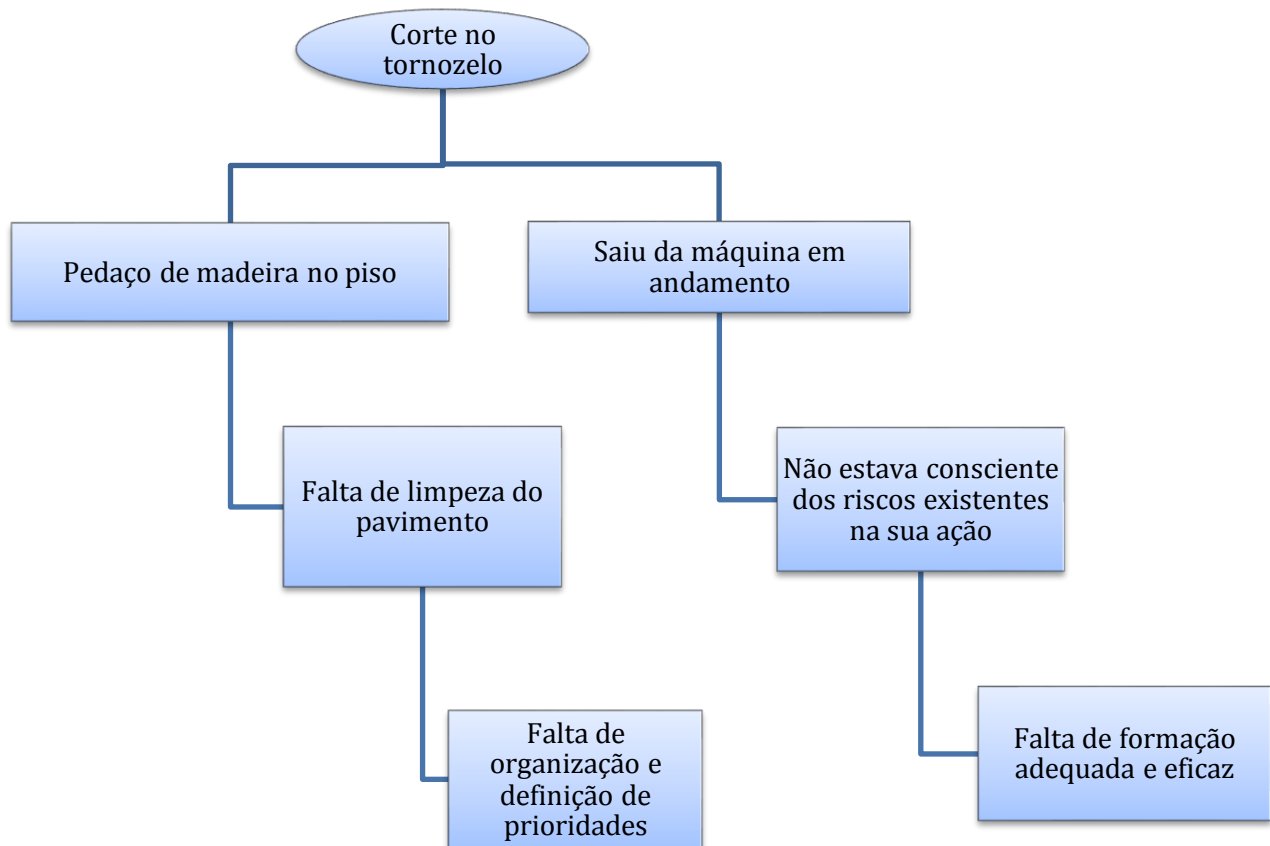 Corte no
tornozelo
Pedaço de madeira no piso
Saiu da máquina em
andamento
Falta de limpeza do
pavimento
Não estava consciente
dos riscos existentes
na sua ação
Falta de
organização e
definição de
prioridades
Falta de formação
adequada e eficaz